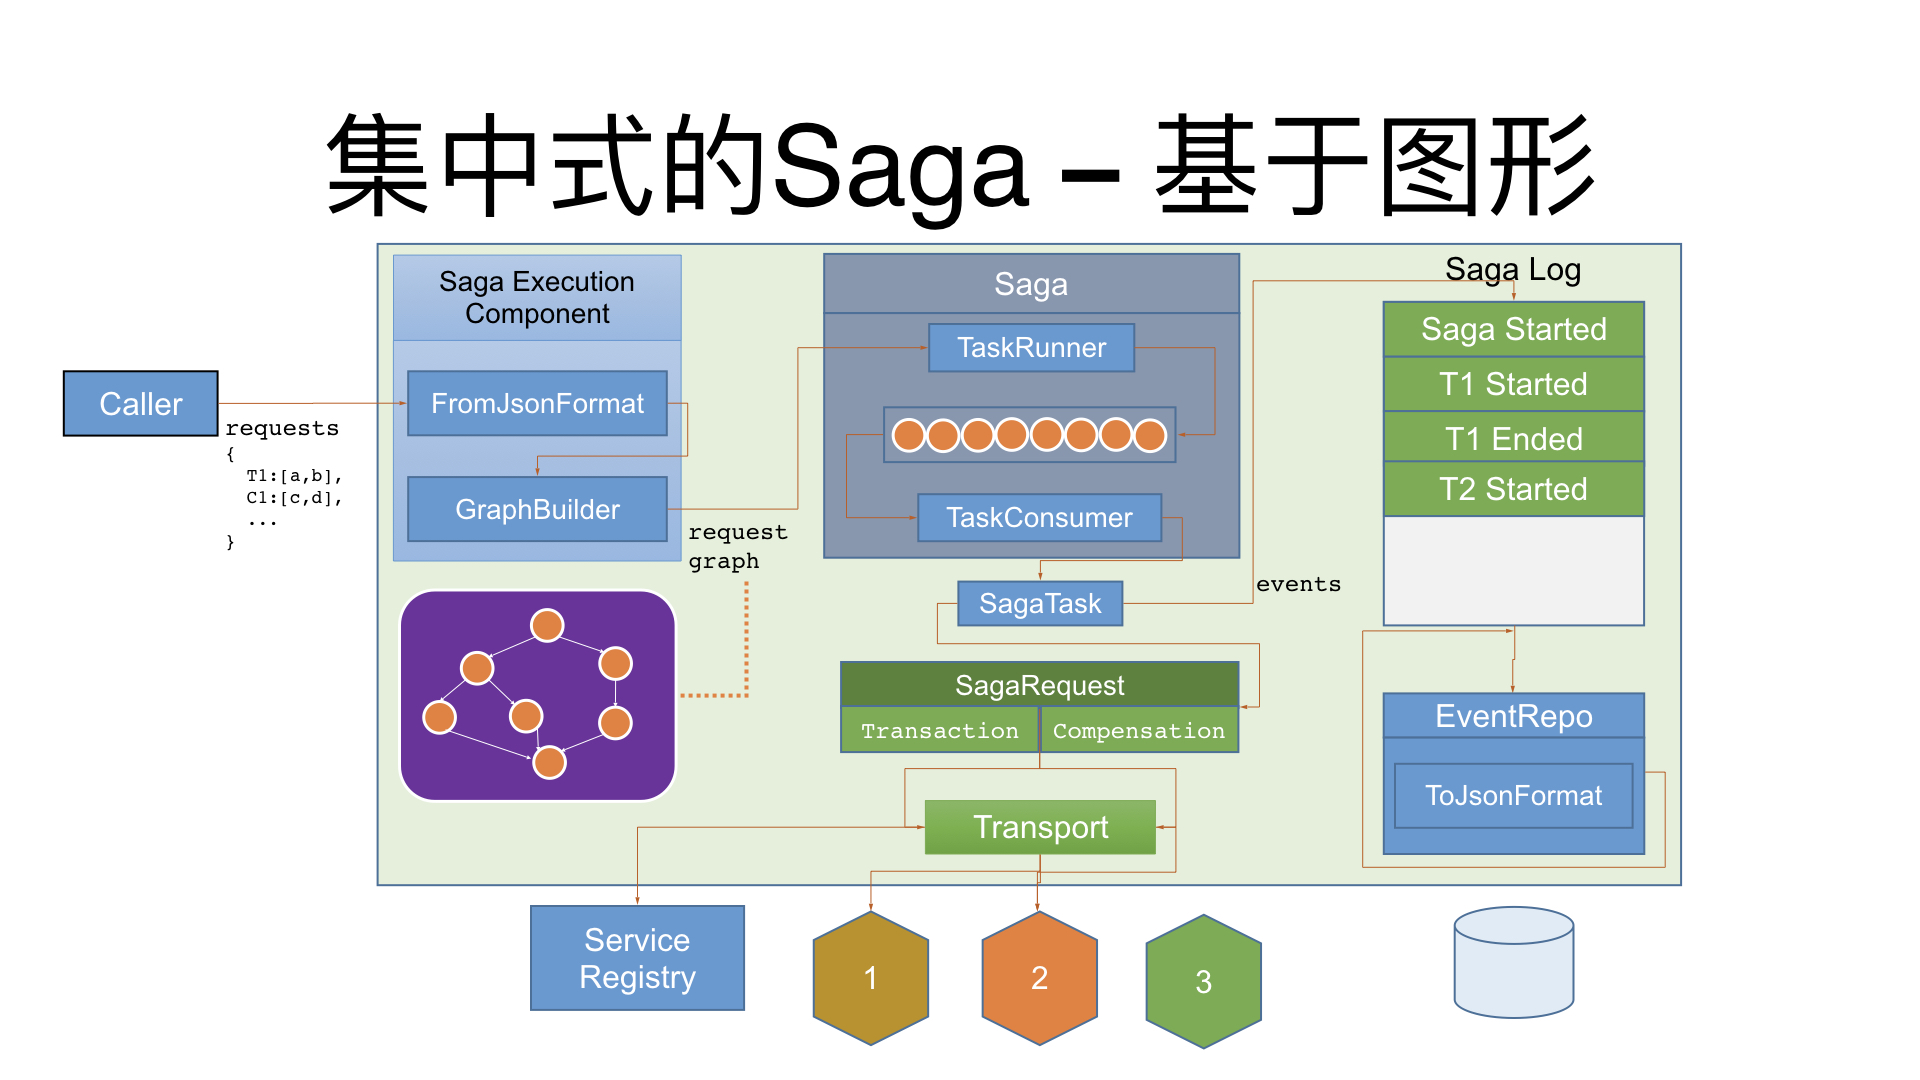 集中式的Saga – 基于图形
Saga Execution
Component
FromJsonFormat
GraphBuilder
Caller
requests
{
T1:[a,b],
C1:[c,d],
...
}
request
graph
Saga
TaskRunner
TaskConsumer
SagaTask
events
SagaRequest
Transaction
Compensation
Transport
Saga Log
Saga Started
T1 Started
T1 Ended
T2 Started
EventRepo
ToJsonFormat
Service
Registry
1
2
3